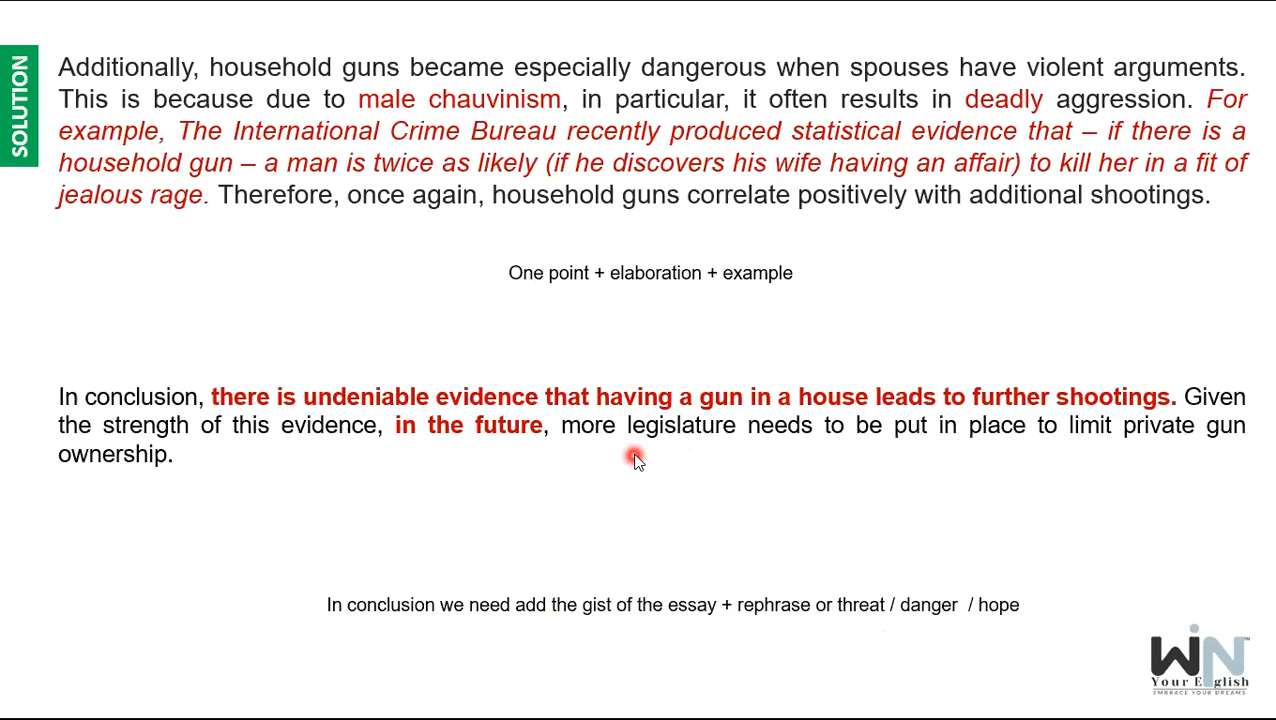 SOLUTION
Additionally, household guns became especially dangerous when spouses have violent arguments.
This is because due to male chauvinism, in particular, it often results in deadly aggression. For
example, The International Crime Bureau recently produced statistical evidence that – if there is a
household gun – a man is twice as likely (if he discovers his wife having an affair) to kill her in a fit of
jealous rage. Therefore, once again, household guns correlate positively with additional shootings.
One point + elaboration + example
In conclusion, there is undeniable evidence that having a gun in a house leads to further shootings. Given
the strength of this evidence, in the future, more legislature needs to be put in place to limit private gun
ownership.
In conclusion we need add the gist of the essay + rephrase or threat / danger / hope
WiN
TM
Your English
EMBRACE YOUR DREAMS